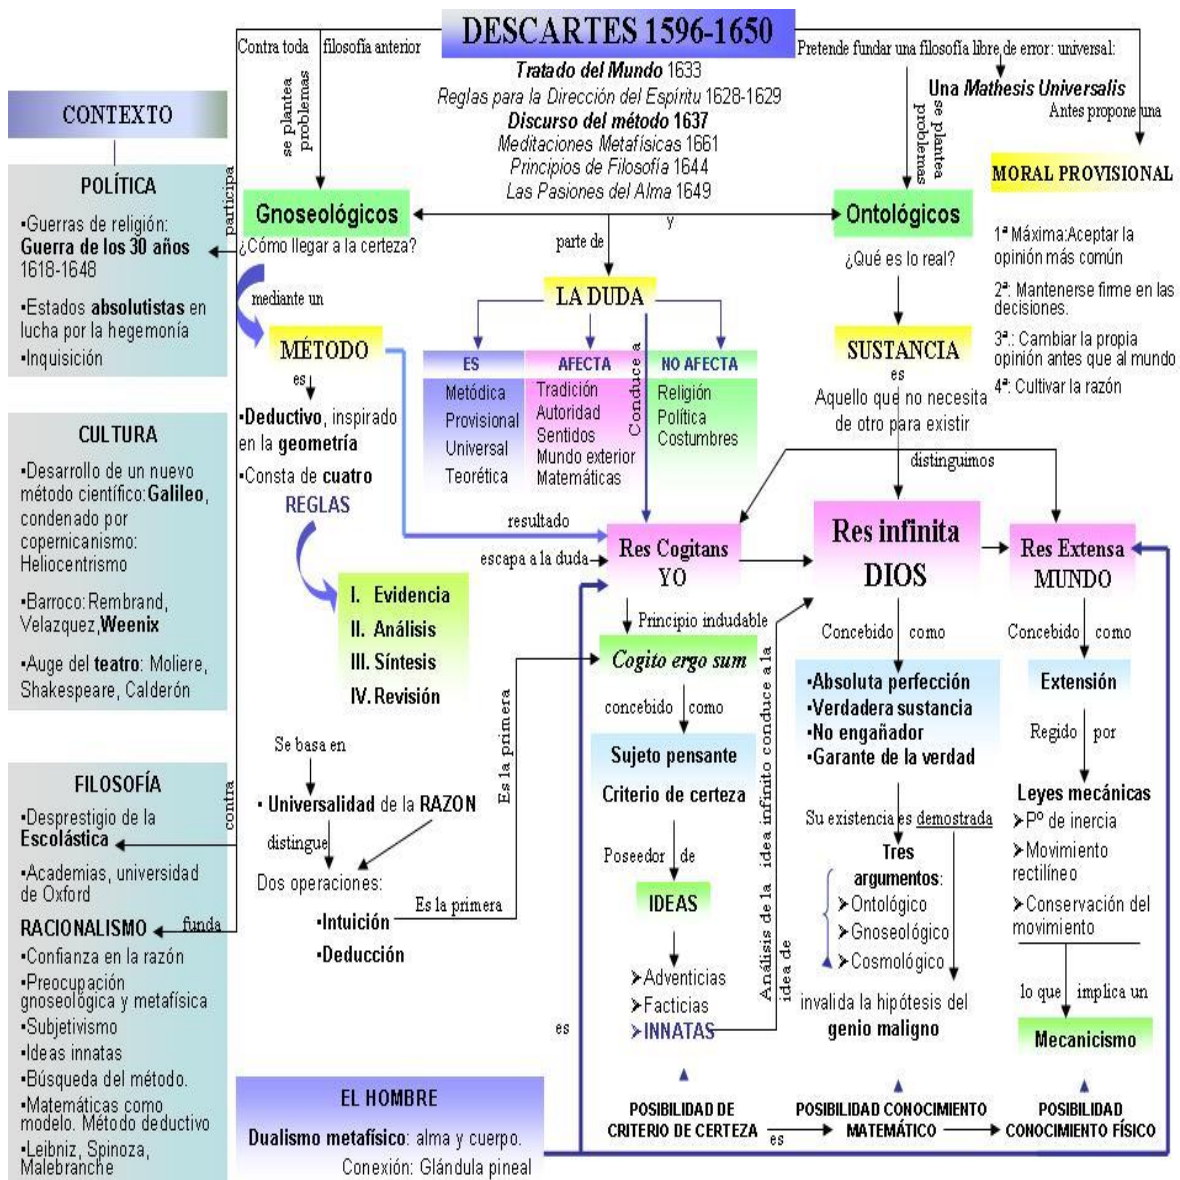 DESCARTES 1596-1650
Contra toda filosofía anterior
Pretende fundar una filosofía libre de error: universal:
Tratado del Mundo 1633
Reglas para la Dirección del Espíritu 1628-1629
Discurso del método 1637
Meditaciones Metafísicas 1661
Principios de Filosofía 1644
Las Pasiones del Alma 1649
Una Mathesis Universalis
Antes propone una
se plantea
problemas
se plantea
problemas
participa
CONTEXTO
POLÍTICA
▪Guerras de religión:
Guerra de los 30 años
1618-1648
▪Estados absolutistas en
lucha por la hegemonía
▪Inquisición
CULTURA
▪Desarrollo de un nuevo
método científico: Galileo,
condenado por
copernicanismo:
Heliocentrismo
▪Barroco: Rembrand,
Velazquez, Weenix
▪Auge del teatro: Moliere,
Shakespeare, Calderón
FILOSOFÍA
▪Desprestigio de la
Escolástica
▪Academias, universidad
de Oxford
RACIONALISMO
▪Confianza en la razón
▪Preocupación
gnoseológica y metafísica
▪Subjetivismo
▪Ideas innatas
▪Búsqueda del método.
▪Matemáticas como
modelo. Método deductivo
▪Leibniz, Spinoza,
Malebranche
contra
funda
Gnoseológicos
¿Cómo llegar a la certeza?
mediante un
MÉTODO
es
▪Deductivo, inspirado
en la geometría
▪Consta de cuatro
REGLAS
I. Evidencia
II. Análisis
III. Síntesis
IV. Revisión
Se basa en
▪ Universalidad de la RAZON
distingue
Dos operaciones:
▪Intuición
▪Deducción
Es la primera
Es la primera
y
parte de
LA DUDA
ES
Metódica
Provisional
Universal
Teorética
AFECTA
Tradición
Autoridad
Sentidos
Mundo exterior
Matemáticas
NO AFECTA
Religión
Política
Costumbres
Conduce a
resultado
escapa a la duda
Res Cogitans
YO
Principio indudable
Cogito ergo sum
concebido como
Sujeto pensante
Criterio de certeza
Poseedor de
IDEAS
➢Adventicias
➢Facticias
➢INNATAS
Análisis de la idea infinito conduce a la
idea de
Ontológicos
¿Qué es lo real?
SUSTANCIA
es
Aquello que no necesita
de otro para existir
distinguimos
Res infinita
DIOS
Concebido como
▪Absoluta perfección
▪Verdadera sustancia
▪No engañador
▪Garante de la verdad
Su existencia es demostrada
Tres
argumentos:
➢Ontológico
➢Gnoseológico
➢Cosmológico
invalida la hipótesis del
genio maligno
MORAL PROVISIONAL
1ª Máxima:Aceptar la
opinión más común
2ª: Mantenerse firme en las
decisiones.
3ª.: Cambiar la propia
opinión antes que al mundo
4ª: Cultivar la razón
Res Extensa
MUNDO
Concebido como
Extensión
Regido por
Leyes mecánicas
➢Pº de inercia
➢Movimiento
rectilíneo
➢Conservación del
movimiento
lo que implica un
Mecanicismo
es
EL HOMBRE
Dualismo metafísico: alma y cuerpo.
Conexión: Glándula pineal
POSIBILIDAD DE
CRITERIO DE CERTEZA
es
POSIBILIDAD CONOCIMIENTO
MATEMÁTICO
POSIBILIDAD
CONOCIMIENTO FÍSICO